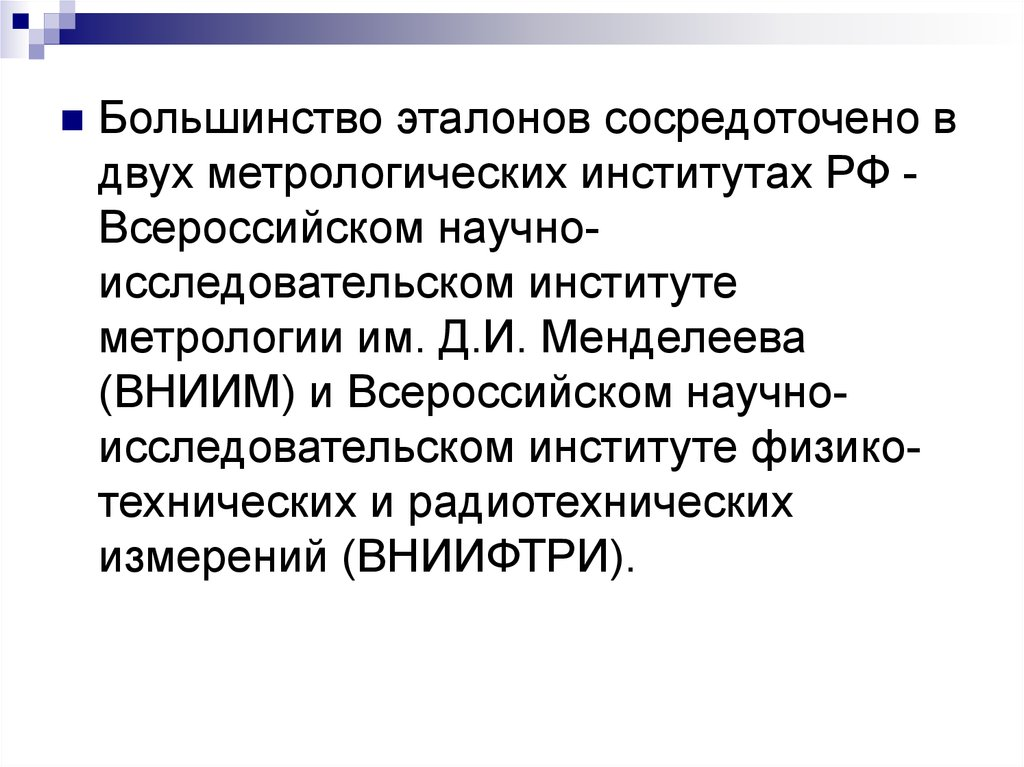 Большинство эталонов сосредоточено в
двух метрологических институтах РФ -
Всероссийском научно-
исследовательском институте
метрологии им. Д.И. Менделеева
(ВНИИМ) и Всероссийском научно-
исследовательском институте физико-
технических и радиотехнических
измерений (ВНИИФТРИ).